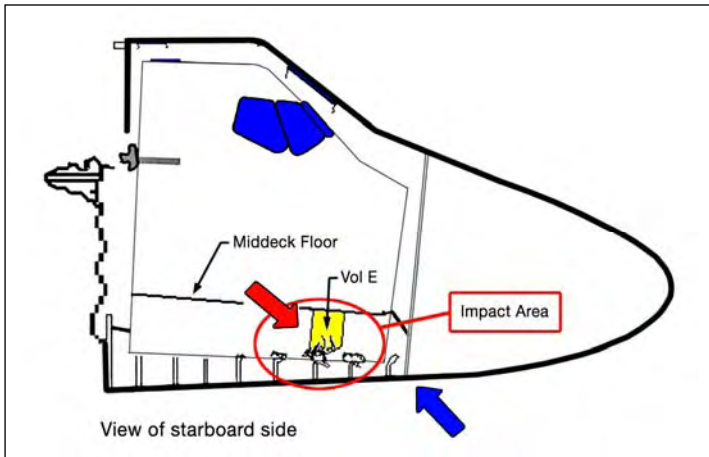 Middeck Floor
Vol E
Impact Area
View of starboard side